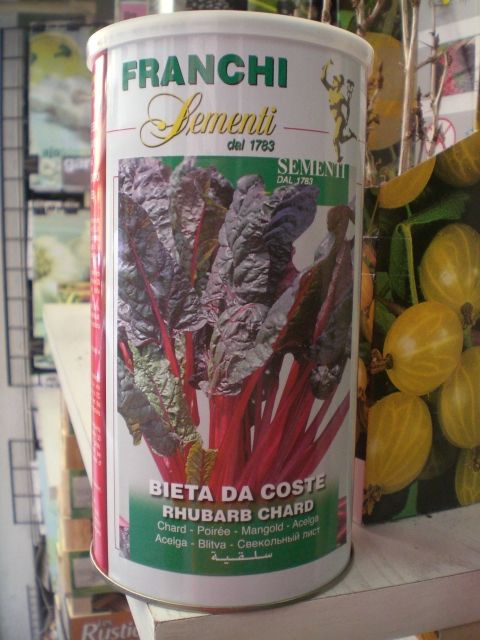 FRANCHI
Sementi
dal 1783
SEMENTI
DAL 1783
BIETA DA COSTE
RHUBARB CHARD
Chard - Poirée - Mangold - Acelga
Acelga - Blitva - Свекольный лист
سلقية
Rustic